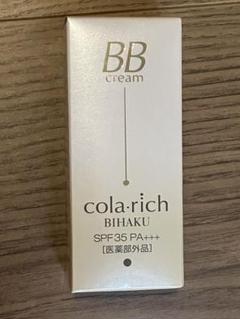 BB
cream
cola·rich
BIHAKU
SPF35 PA+++
[医薬部外品]